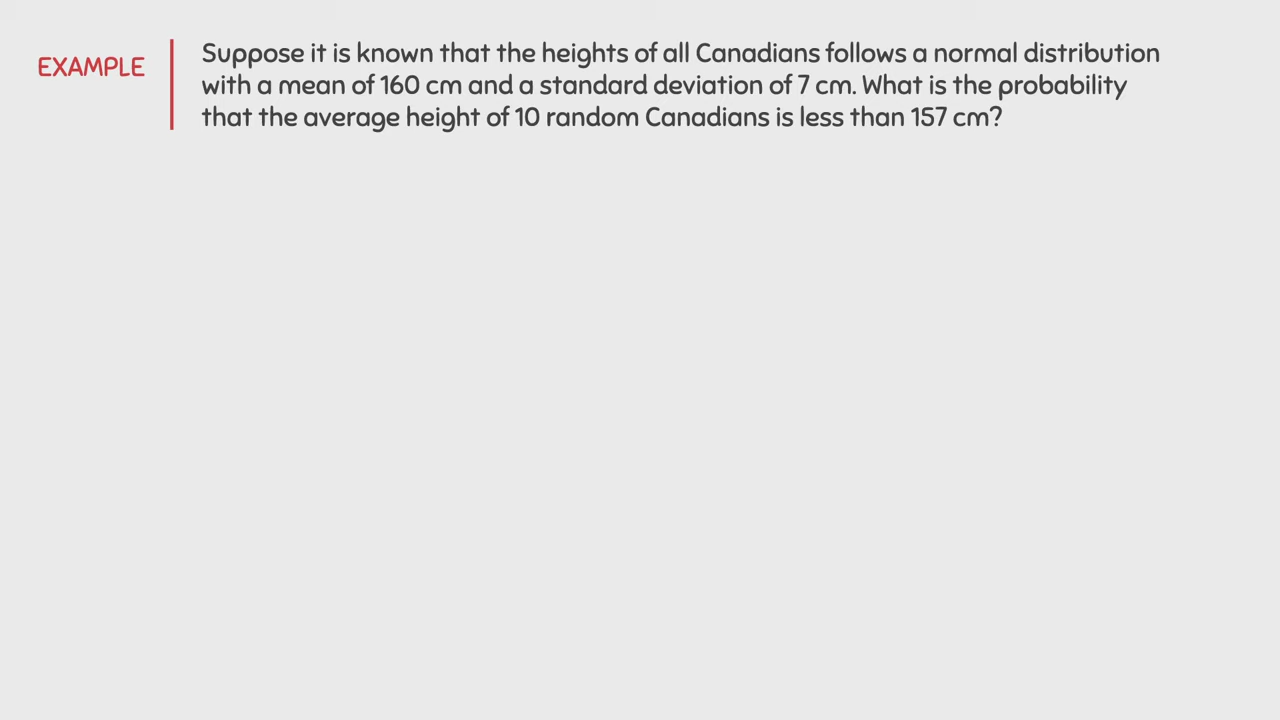 EXAMPLE
Suppose it is known that the heights of all Canadians follows a normal distribution
with a mean of 160 cm and a standard deviation of 7 cm. What is the probability
that the average height of 10 random Canadians is less than 157 cm?